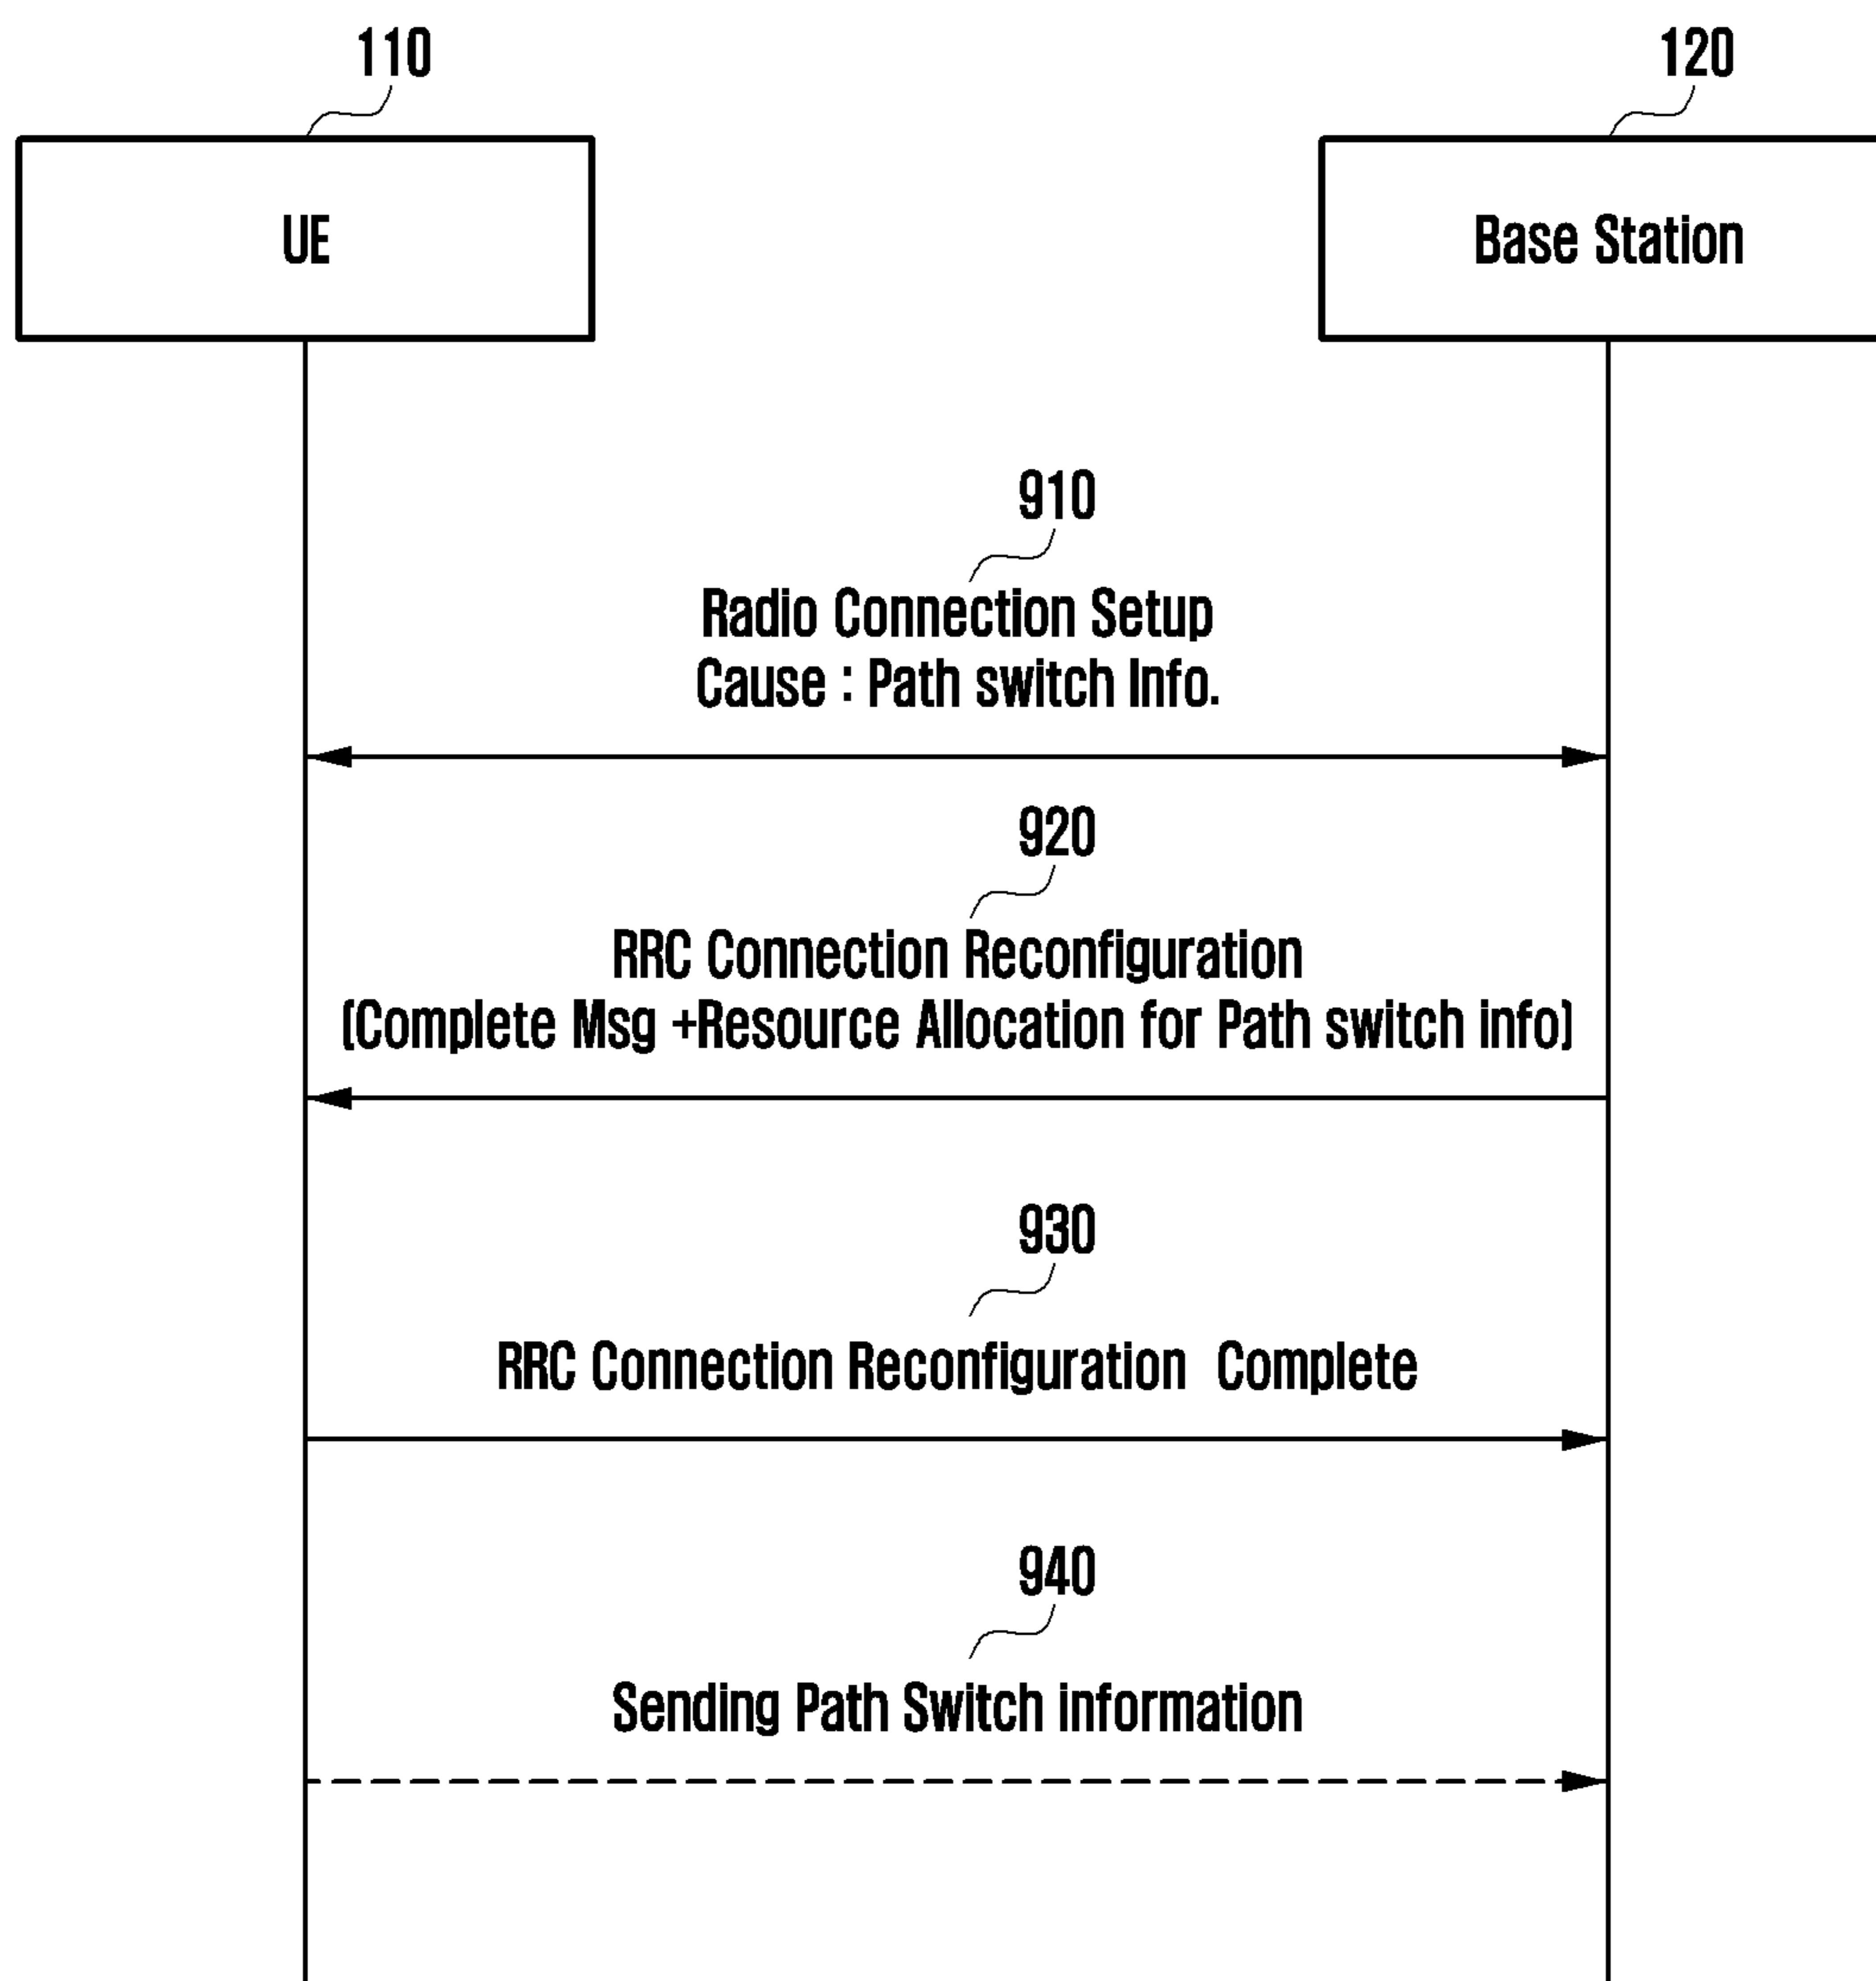 110
120
UE
Base Station
910
Radio Connection Setup
Cause : Path switch Info.
920
RRC Connection Reconfiguration
(Complete Msg +Resource Allocation for Path switch info)
930
RRC Connection Reconfiguration Complete
940
Sending Path Switch information